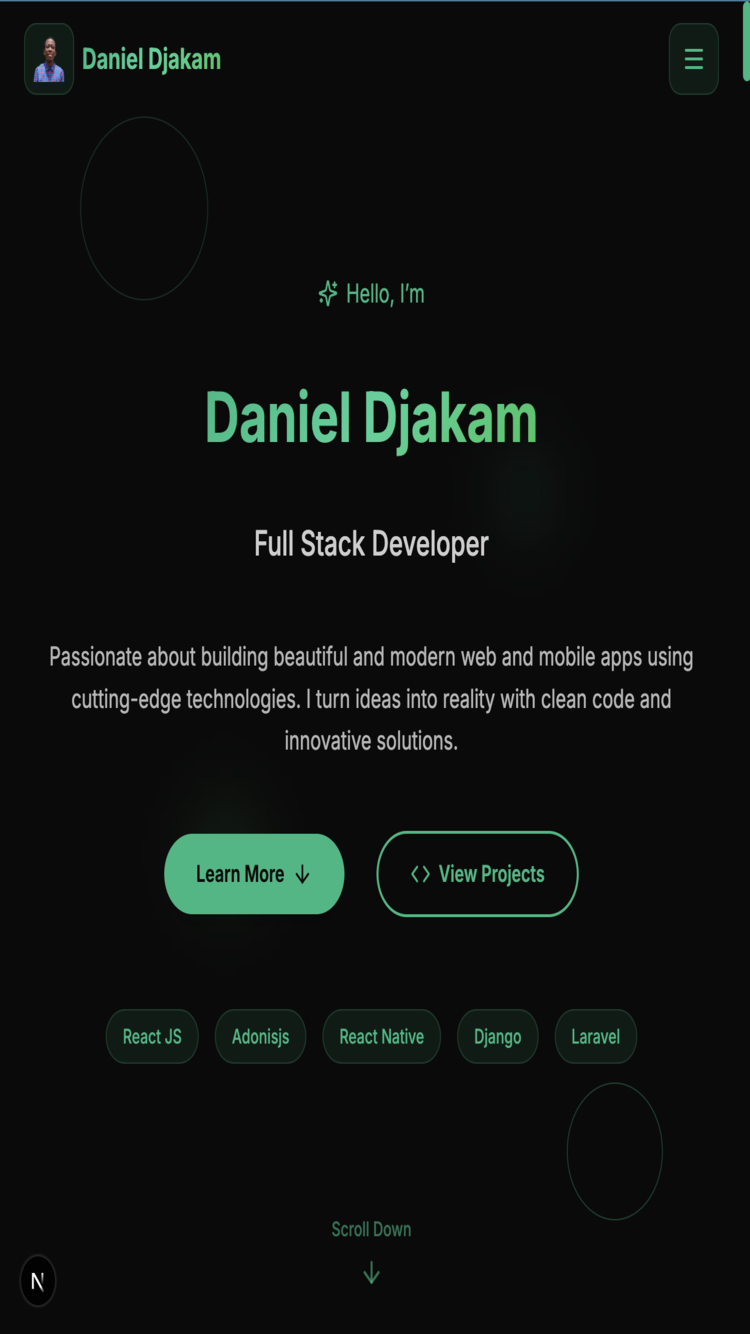 Daniel Djakam
Hello, I'm
Daniel Djakam
Full Stack Developer
Passionate about building beautiful and modern web and mobile apps using
cutting-edge technologies. I turn ideas into reality with clean code and
innovative solutions.
Learn More ↓
<> View Projects
React JS
Adonisjs
React Native
Django
Laravel
Scroll Down
N